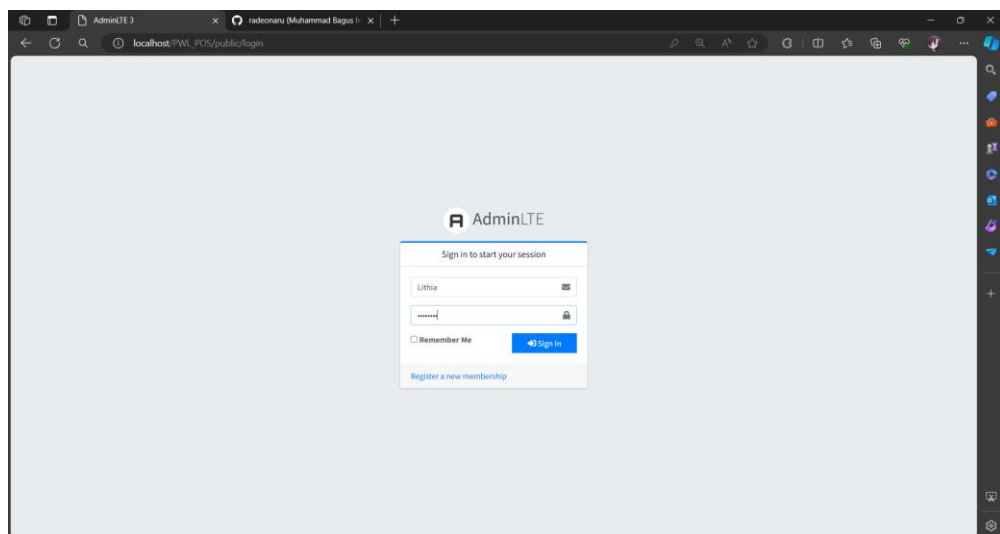 AdminLTE 3
radeonaru (Muhammad Bagus In
localhost/PWL_POS/public/login
AdminLTE
Sign in to start your session
Lithia
Remember Me
Sign In
Register a new membership